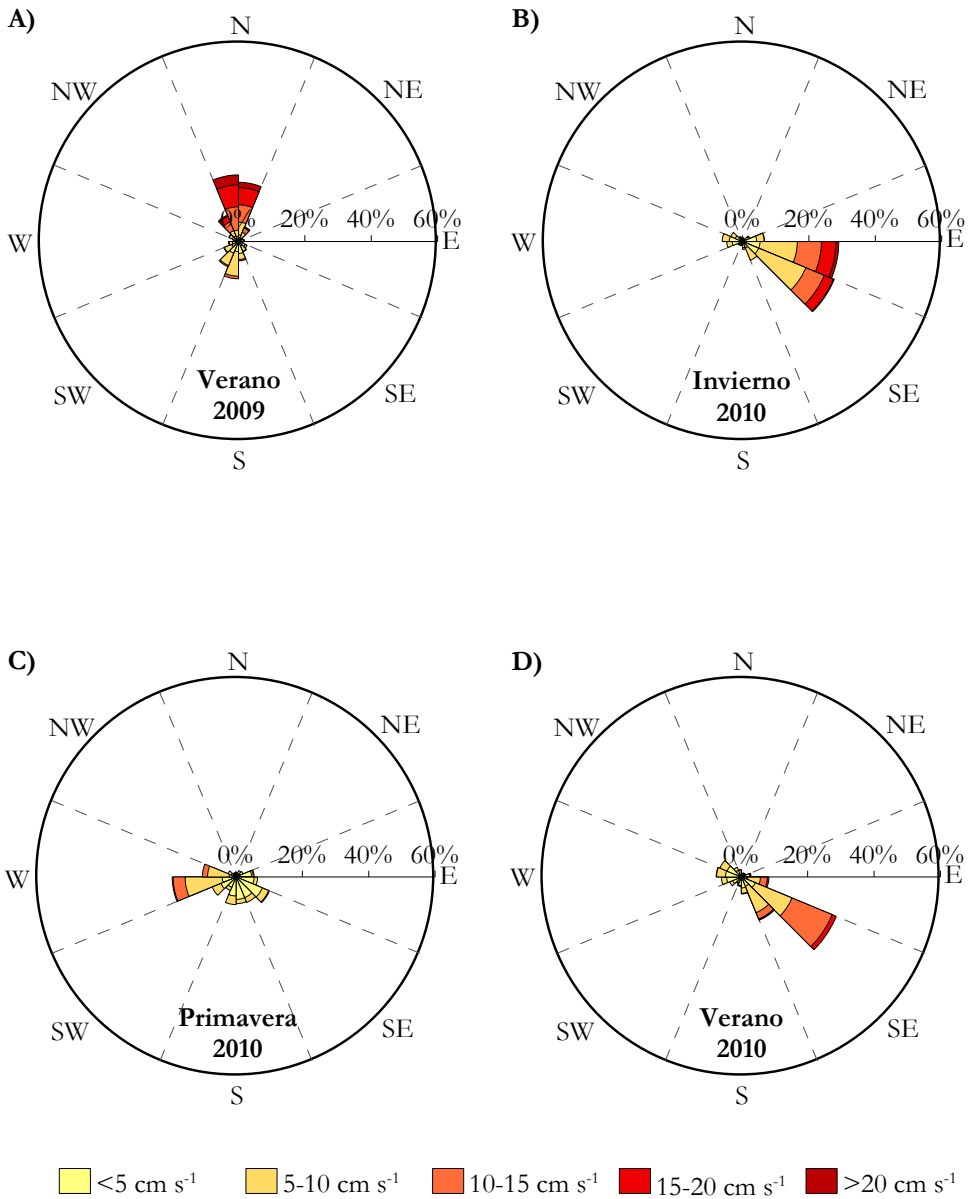 A)
N
NW
NE
W
0% 20% 40% 60%
E
SW
SE
Verano
2009
S
B)
N
NW
NE
W
0% 20% 40% 60%
E
SW
SE
Invierno
2010
S
C)
N
NW
NE
W
0% 20% 40% 60%
E
SW
SE
Primavera
2010
S
D)
N
NW
NE
W
0% 20% 40% 60%
E
SW
SE
Verano
2010
S
<5 cm s⁻¹ 5-10 cm s⁻¹ 10-15 cm s⁻¹ 15-20 cm s⁻¹ >20 cm s⁻¹